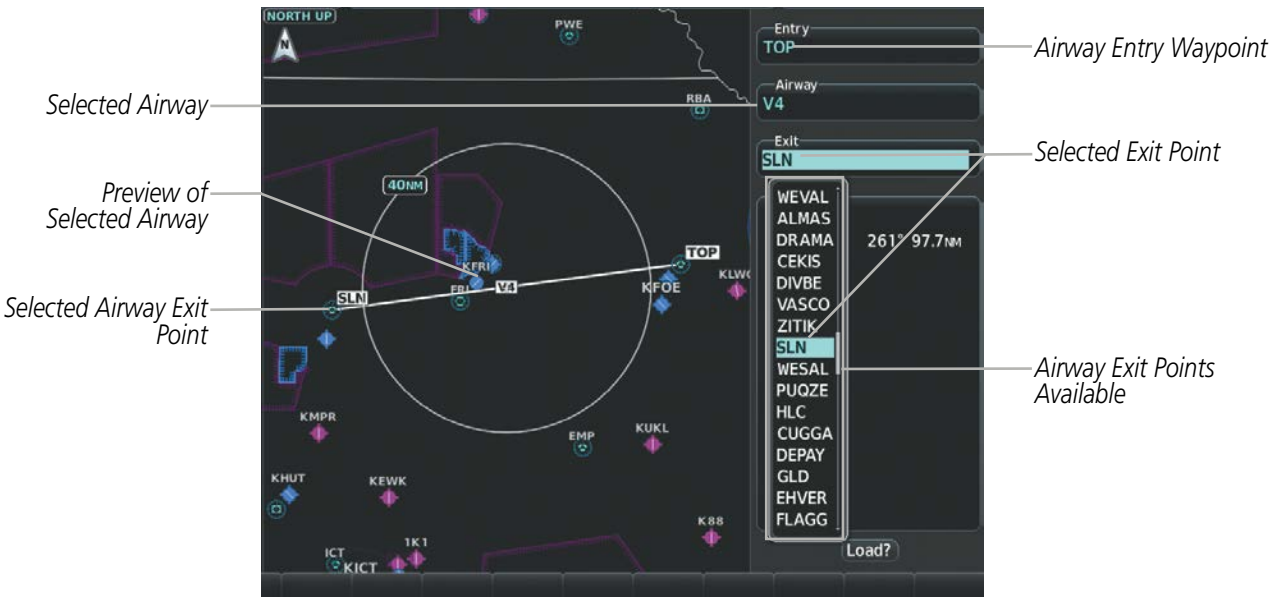 NORTH UP
N
PWE
RBA
40NM
KFRI
FRI
TOP
KLWC
KFOE
V4
SLN
KMPR
EMP
KUKL
KHUT
KEWK
K88
1K1
ICT
KICT
Entry
TOP
Airway
V4
Exit
SLN
WEVAL
ALMAS
DRAMA
261° 97.7NM
CEKIS
DIVBE
VASCO
ZITIK
SLN
WESAL
PUQZE
HLC
CUGGA
DEPAY
GLD
EHVER
FLAGG
Load?
Selected Airway
Preview of
Selected Airway
Selected Airway Exit
Point
Airway Entry Waypoint
Selected Exit Point
Airway Exit Points
Available